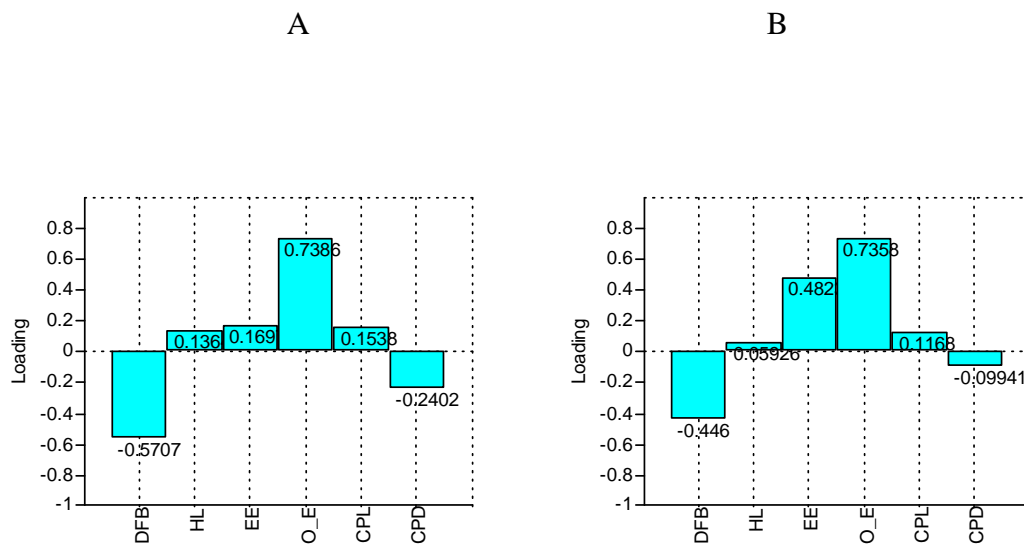 A
B
Loading
0.8
0.6
0.4
0.2
0
-0.2
-0.4
-0.6
-0.8
-1
-0.5707
0.136
0.169
0.7386
0.1538
-0.2402
DFB
HL
EE
O_E
CPL
CPD
Loading
0.8
0.6
0.4
0.2
0
-0.2
-0.4
-0.6
-0.8
-1
-0.446
0.05926
0.482
0.7358
0.1168
-0.09941
DFB
HL
EE
O_E
CPL
CPD